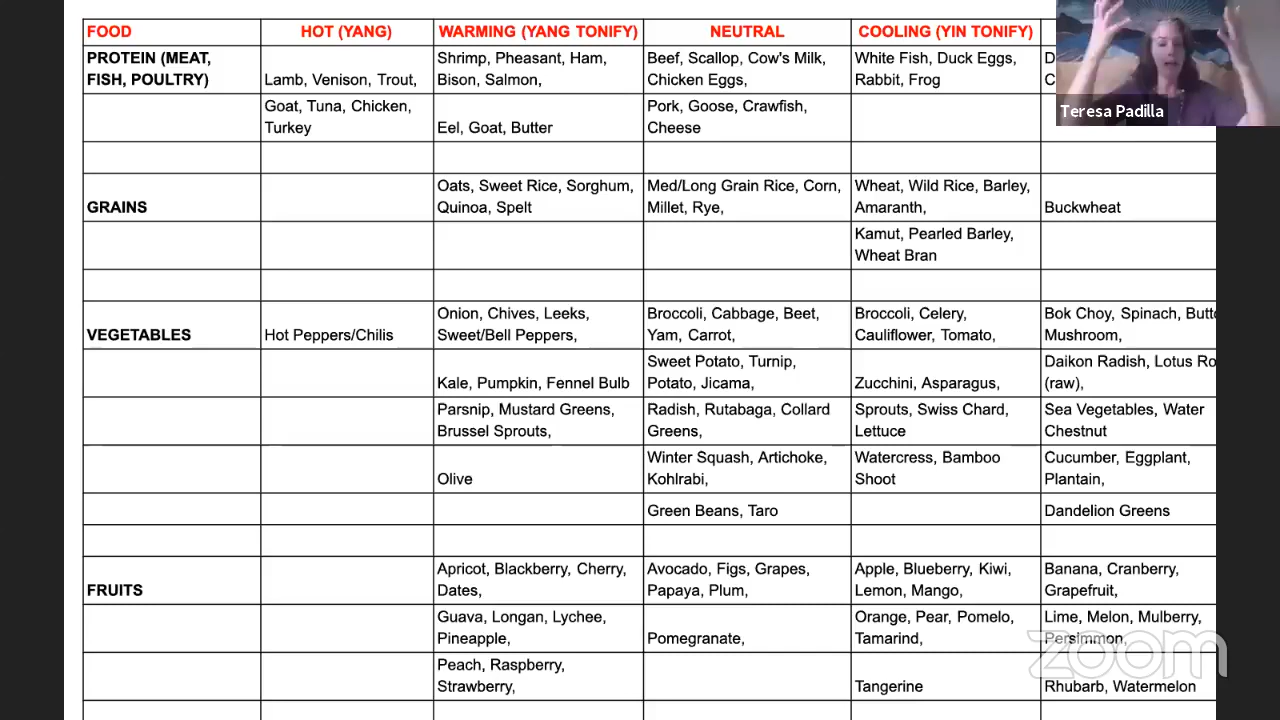 FOOD HOT (YANG) WARMING (YANG TONIFY) NEUTRAL COOLING (YIN TONIFY)
PROTEIN (MEAT, FISH, POULTRY)
Lamb, Venison, Trout,
Shrimp, Pheasant, Ham,
Bison, Salmon,
Beef, Scallop, Cow's Milk,
Chicken Eggs,
White Fish, Duck Eggs,
Rabbit, Frog
Teresa Padilla
Goat, Tuna, Chicken,
Turkey
Eel, Goat, Butter
Pork, Goose, Crawfish,
Cheese
GRAINS
Oats, Sweet Rice, Sorghum,
Quinoa, Spelt
Med/Long Grain Rice, Corn,
Millet, Rye,
Wheat, Wild Rice, Barley,
Amaranth,
Buckwheat
Kamut, Pearled Barley,
Wheat Bran
VEGETABLES
Hot Peppers/Chilis
Onion, Chives, Leeks,
Sweet/Bell Peppers,
Broccoli, Cabbage, Beet,
Yam, Carrot,
Broccoli, Celery,
Cauliflower, Tomato,
Bok Choy, Spinach,
Mushroom,
Kale, Pumpkin, Fennel Bulb
Sweet Potato, Turnip,
Potato, Jicama,
Zucchini, Asparagus,
Daikon Radish, Lotus
(raw),
Parsnip, Mustard Greens,
Brussel Sprouts,
Radish, Rutabaga, Collard
Greens,
Sprouts, Swiss Chard,
Lettuce
Sea Vegetables, Water
Chestnut
Olive
Winter Squash, Artichoke,
Kohlrabi,
Watercress, Bamboo
Shoot
Cucumber, Eggplant,
Plantain,
Green Beans, Taro
Dandelion Greens
FRUITS
Apricot, Blackberry, Cherry,
Dates,
Avocado, Figs, Grapes,
Papaya, Plum,
Apple, Blueberry, Kiwi,
Lemon, Mango,
Banana, Cranberry,
Grapefruit,
Guava, Longan, Lychee,
Pineapple,
Pomegranate,
Orange, Pear, Pomelo,
Tamarind,
Lime, Melon, Mulberry,
Persimmon,
zoom
Peach, Raspberry,
Strawberry,
Tangerine
Rhubarb, Watermelon